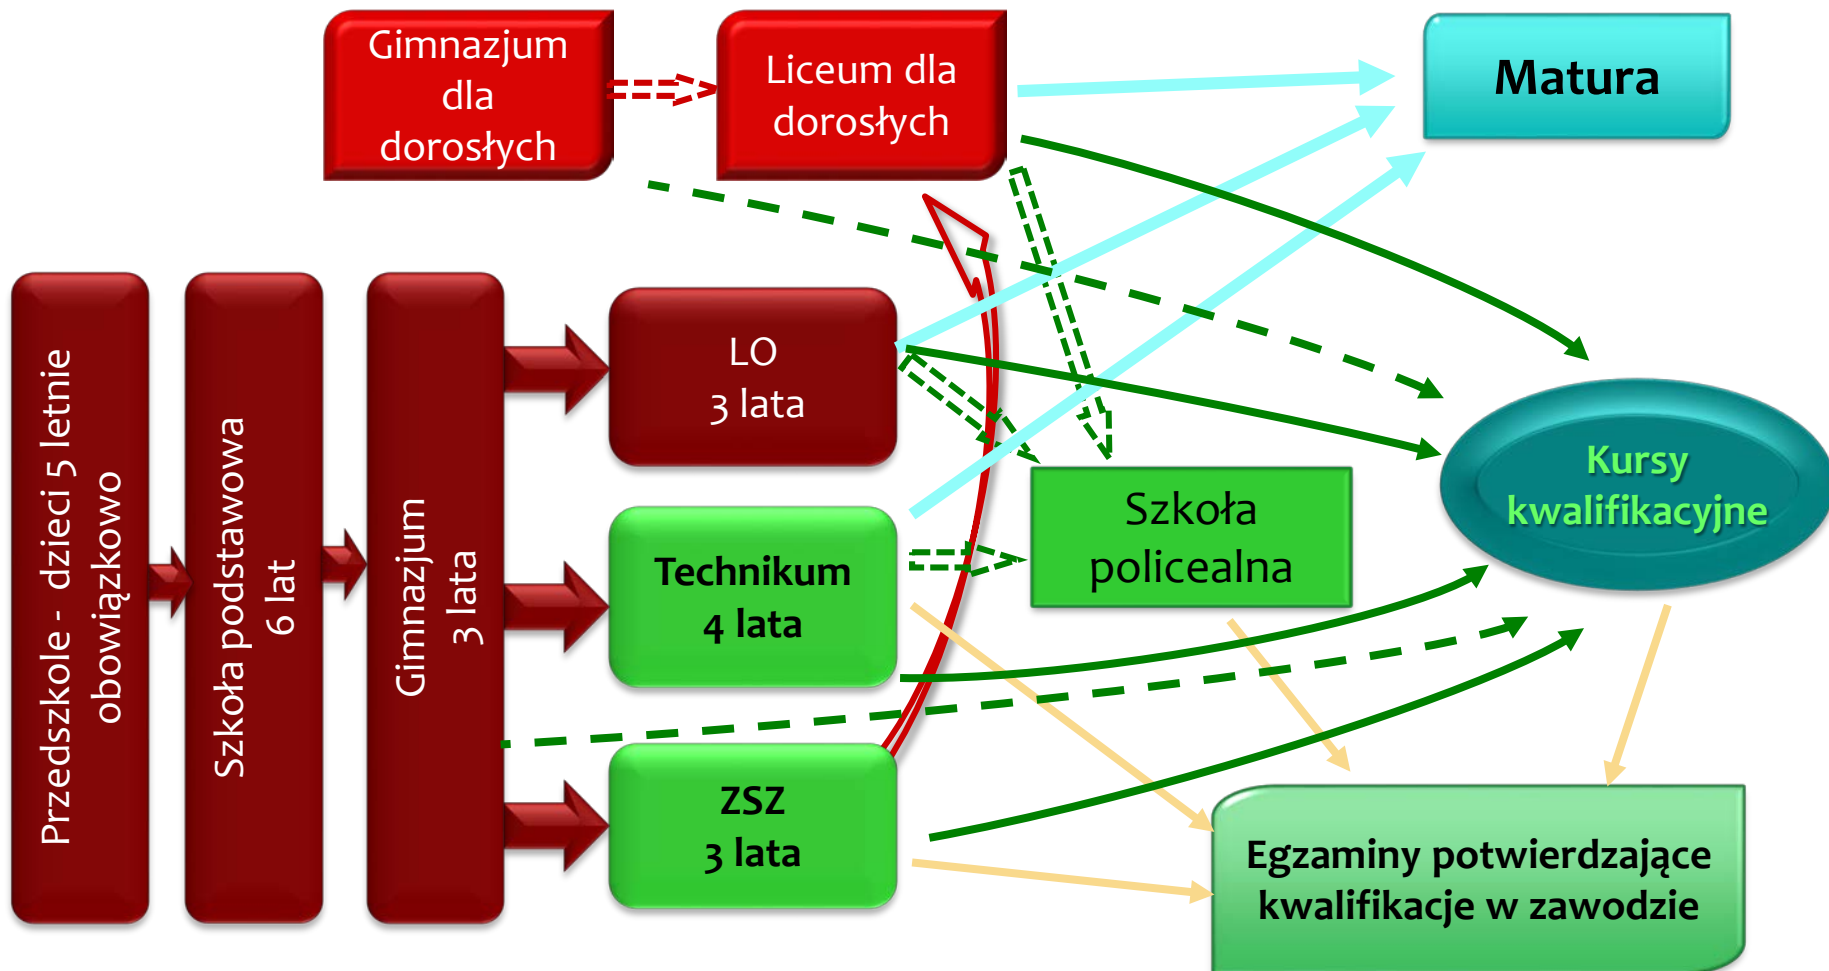 Gimnazjum
dla
dorosłych
Liceum dla
dorosłych
Matura
Przedszkole - dzieci 5 letnie
obowiązkowo
Szkoła podstawowa
6 lat
Gimnazjum
3 lata
LO
3 lata
Technikum
4 lata
ZSZ
3 lata
Szkoła
policealna
Kursy
kwalifikacyjne
Egzaminy potwierdzające
kwalifikacje w zawodzie